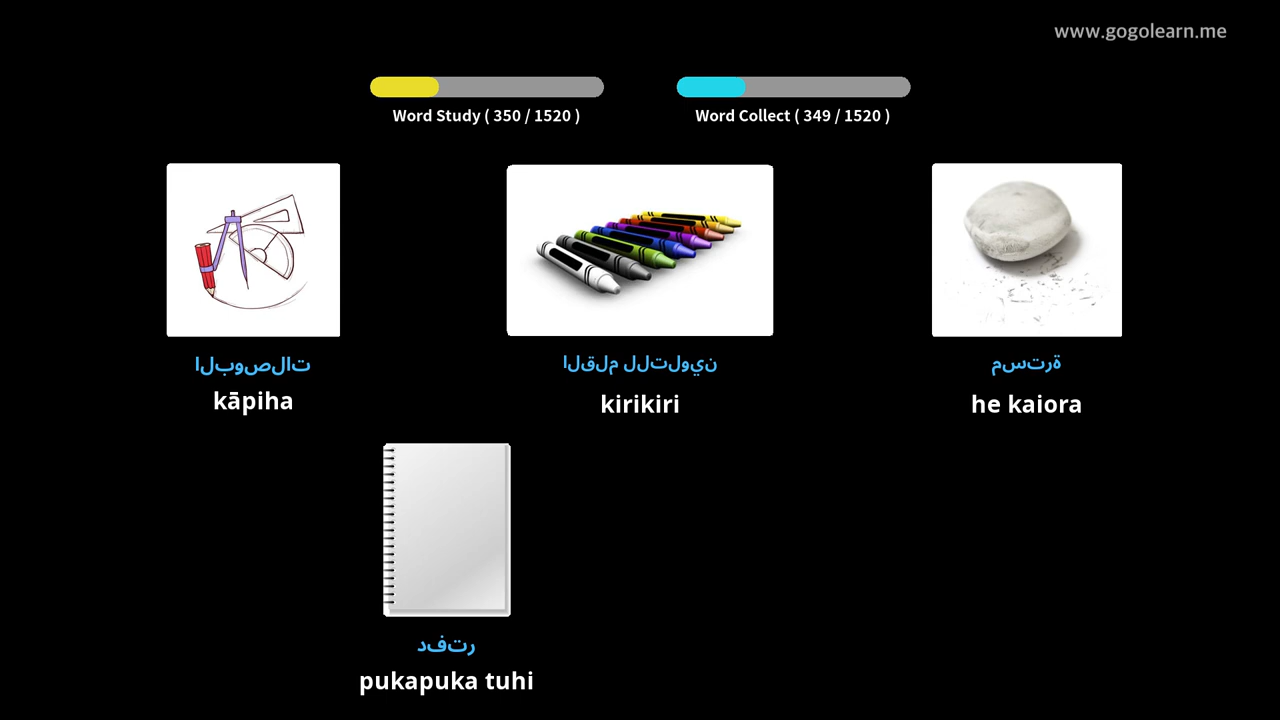 www.gogolearn.me
Word Study ( 350 / 1520 )
Word Collect ( 349 / 1520 )
البوصلات
kāpiha
القلم للتلوين
kirikiri
مسترة
he kaiora
دفتر
pukapuka tuhi